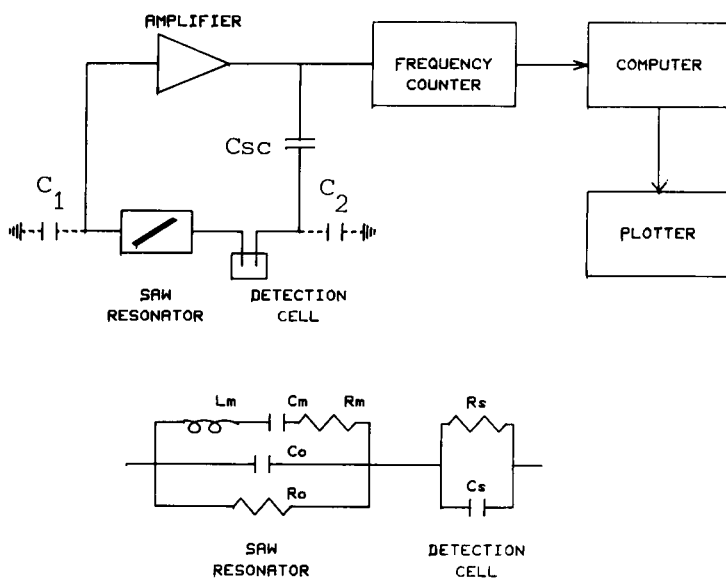 AMPLIFIER
FREQUENCY
COUNTER
COMPUTER
Csc
C1
C2
PLOTTER
SAW
RESONATOR
DETECTION
CELL
Lm
Cm
Rm
Rs
Co
Cs
Ro
SAW
RESONATOR
DETECTION
CELL